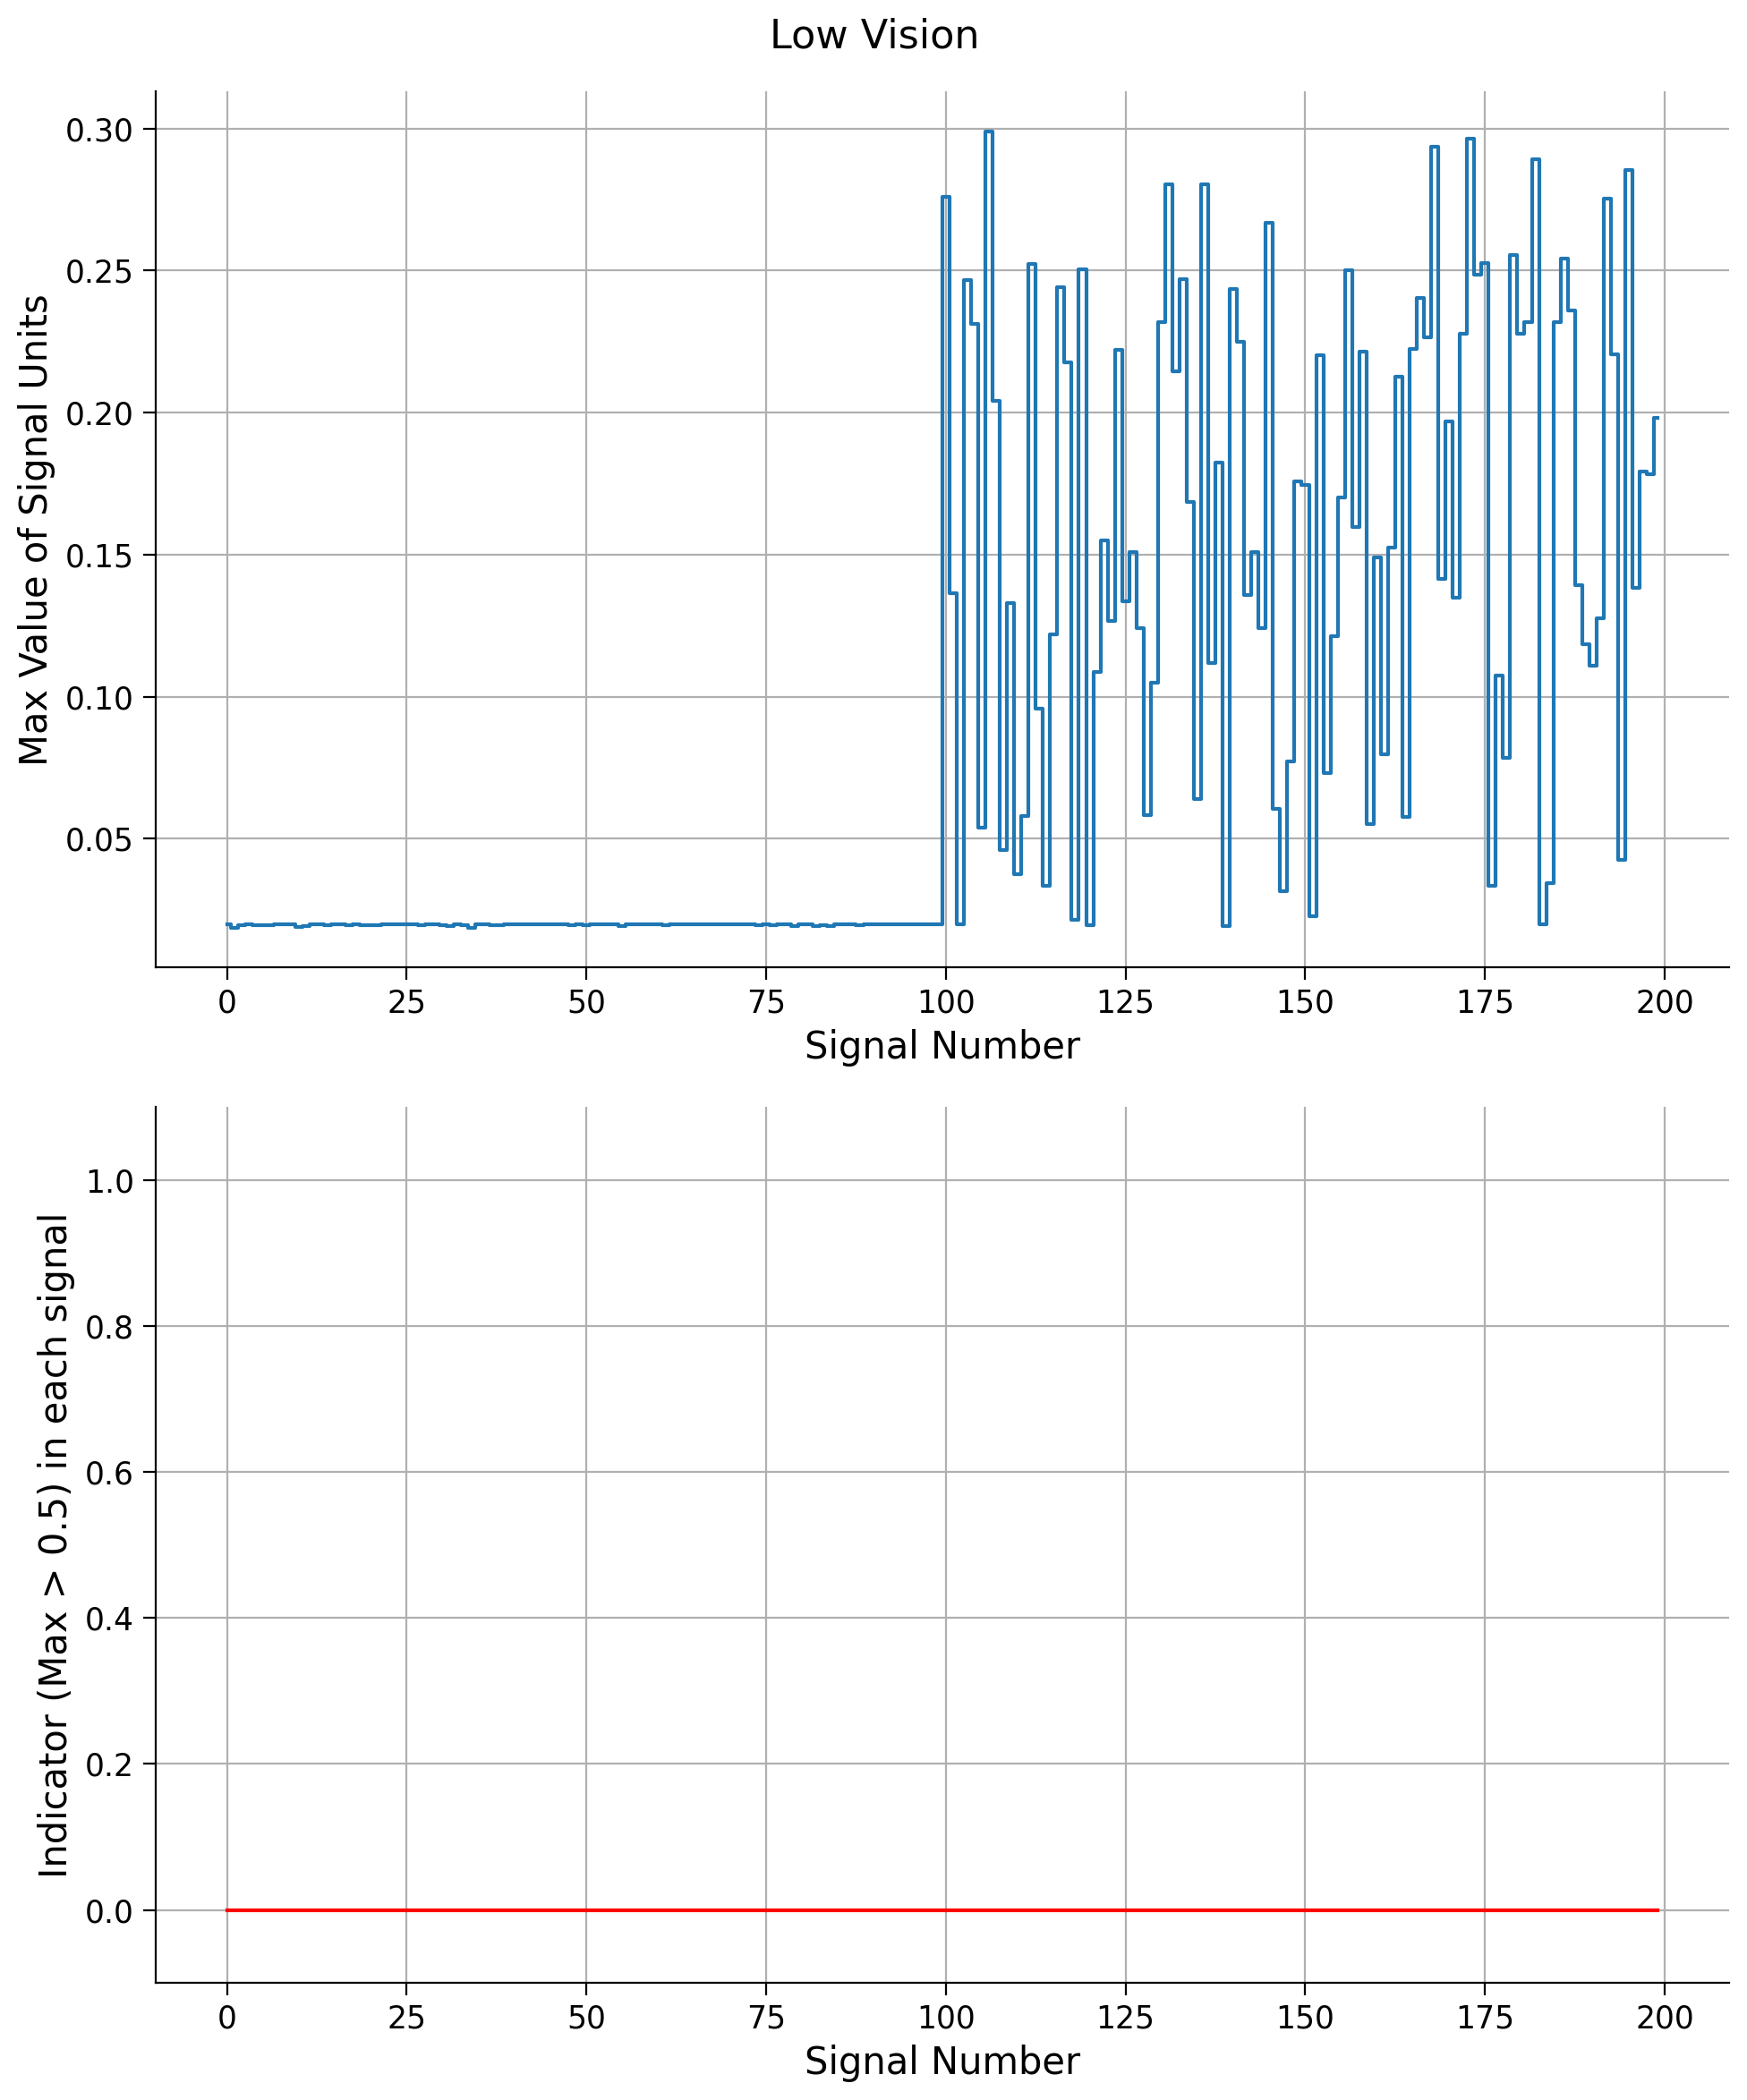 Low Vision
Max Value of Signal Units
0.30
0.25
0.20
0.15
0.10
0.05
0 25 50 75 100 125 150 175 200
Signal Number
Indicator (Max > 0.5) in each signal
1.0
0.8
0.6
0.4
0.2
0.0
0 25 50 75 100 125 150 175 200
Signal Number